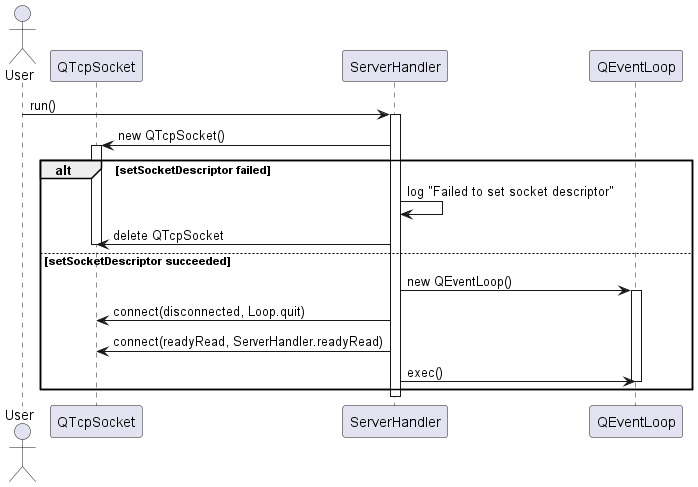 User
QTcpSocket
ServerHandler
QEventLoop
run()
new QTcpSocket()
alt
[setSocketDescriptor failed]
log "Failed to set socket descriptor"
delete QTcpSocket
[setSocketDescriptor succeeded]
new QEventLoop()
connect(disconnected, Loop.quit)
connect(readyRead, ServerHandler.readyRead)
exec()
User
QTcpSocket
ServerHandler
QEventLoop